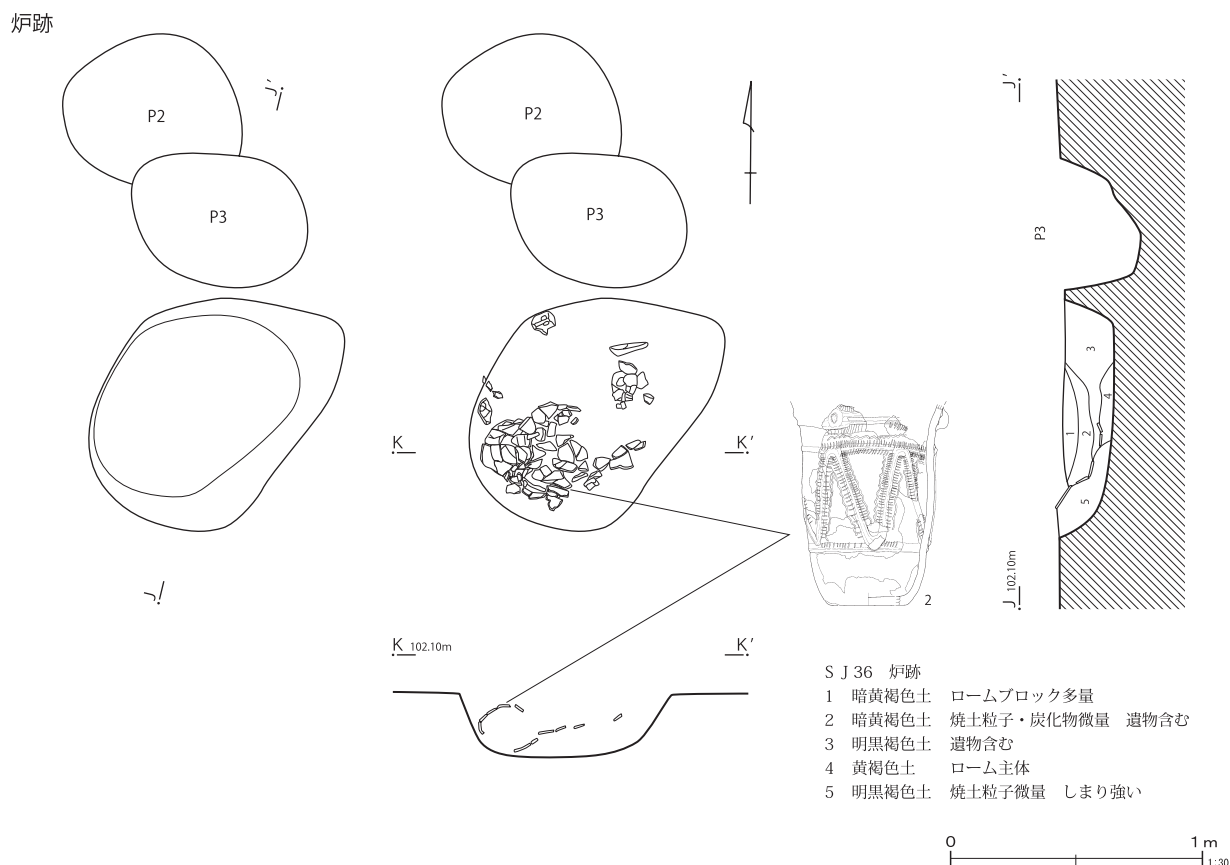 炉跡
P2
P3
J'
P2
P3
J'
P3
3
1
2
4
5
J 102.10m
J
K
K'
2
K 102.10m
K'
ＳＪ36　炉跡
1　暗黄褐色土　ロームブロック多量
2　暗黄褐色土　焼土粒子・炭化物微量　遺物含む
3　明黒褐色土　遺物含む
4　黄褐色土　ローム主体
5　明黒褐色土　焼土粒子微量　しまり強い
0
1 m
1:30